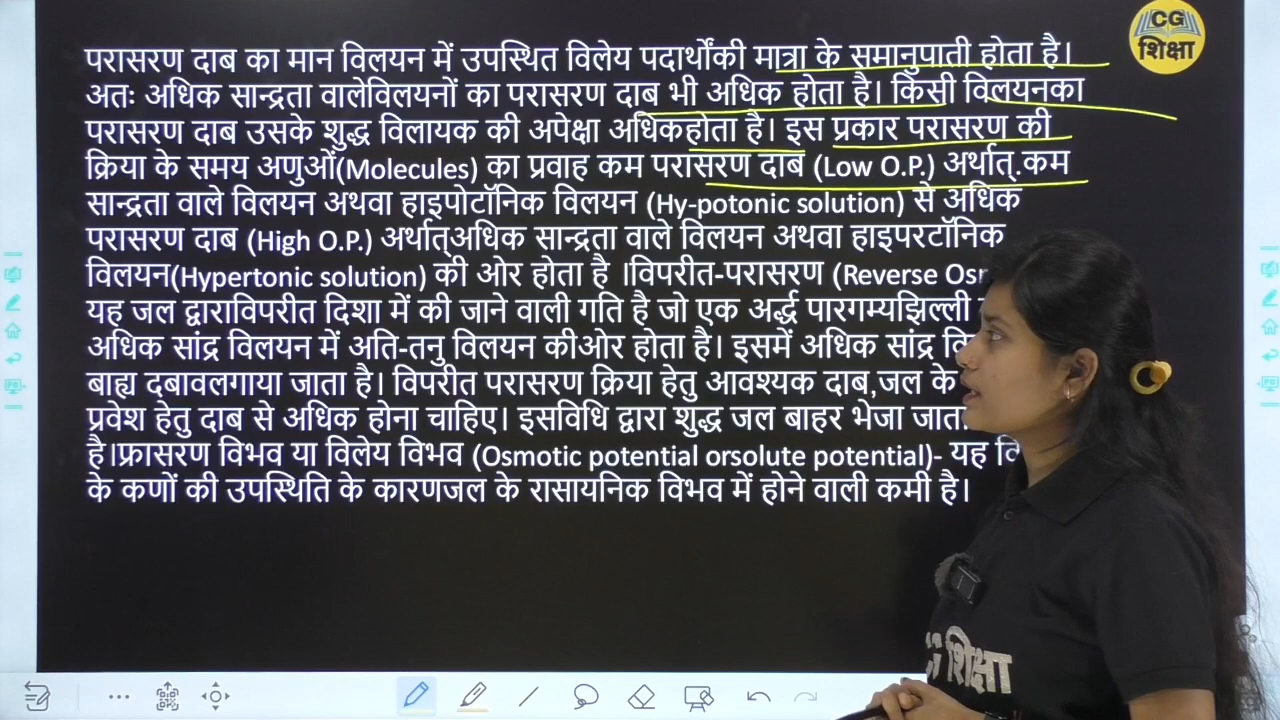 CG
शिक्षा
परासरण दाब का मान विलयन में उपस्थित विलेय पदार्थोंकी मात्रा के समानुपाती होता है।
अतः अधिक सान्द्रता वालेविलयनों का परासरण दाब भी अधिक होता है। किसी विलयनका
परासरण दाब उसके शुद्ध विलायक की अपेक्षा अधिकहोता है। इस प्रकार परासरण की
क्रिया के समय अणुओं(Molecules) का प्रवाह कम परासरण दाब (Low O.P.) अर्थात्.कम
सान्द्रता वाले विलयन अथवा हाइपोटॉनिक विलयन (Hy-potonic solution) से अधिक
परासरण दाब (High O.P.) अर्थात्अधिक सान्द्रता वाले विलयन अथवा हाइपरटॉनिक
विलयन(Hypertonic solution) की ओर होता है ।विपरीत-परासरण (Reverse
यह जल द्वाराविपरीत दिशा में की जाने वाली गति है जो एक अर्द्ध पारगम्यझिल्ली
अधिक सांद्र विलयन में अति-तनु विलयन कीओर होता है। इसमें अधिक सांद्र
बाह्य दबावलगाया जाता है। विपरीत परासरण क्रिया हेतु आवश्यक दाब,जल के
प्रवेश हेतु दाब से अधिक होना चाहिए। इसविधि द्वारा शुद्ध जल बाहर भेजा जाता
है।फ्रासरण विभव या विलेय विभव (Osmotic potential orsolute potential)- यह
के कणों की उपस्थिति के कारणजल के रासायनिक विभव में होने वाली कमी है।
शिक्षा